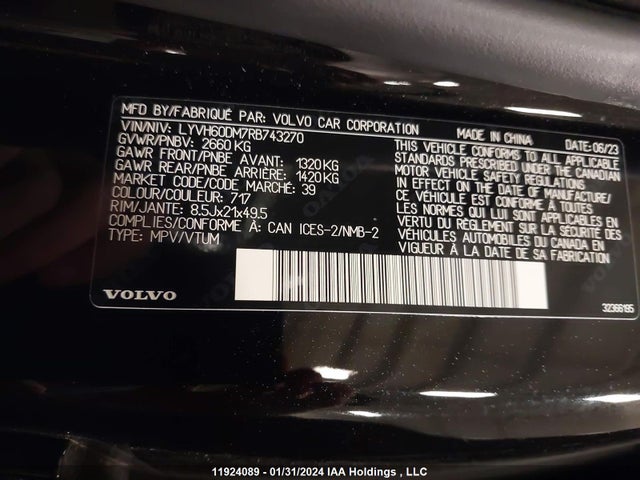 MFD BY/FABRIQUÉ PAR: VOLVO CAR CORPORATION
MADE IN CHINA
DATE: 06/23
VIN/NIV: LYVH60DM7RB743270
GVWR/PNBV: 2660 KG
GAWR FRONT/PNBE AVANT: 1320 KG
GAWR REAR/PNBE ARRIÈRE: 1420 KG
MARKET CODE/CODE MARCHÉ: 39
COLOUR/COULEUR: 717
RIM/JANTE: 8.5Jx21x49.5
COMPLIES/CONFORME À: CAN ICES-2/NMB-2
TYPE: MPV/VTUM
THIS VEHICLE CONFORMS TO ALL APPLICABLE
STANDARDS PRESCRIBED UNDER THE CANADIAN
MOTOR VEHICLE SAFETY REGULATIONS
IN EFFECT ON THE DATE OF MANUFACTURE/
CE VÉHICULE EST CONFORME À TOUTES
LES NORMES QUI LUI SONT APPLICABLES EN
VERTU DU RÈGLEMENT SUR LA SÉCURITÉ DES
VÉHICULES AUTOMOBILES DU CANADA EN
VIGUEUR À LA DATE DE SA FABRICATION
VOLVO
32366195
11924089 - 01/31/2024 IAA Holdings , LLC